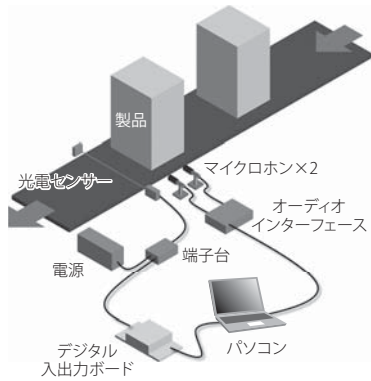 製品
光電センサー
マイクロホン×2
オーディオ
インターフェース
電源
端子台
デジタル
入出力ボード
パソコン